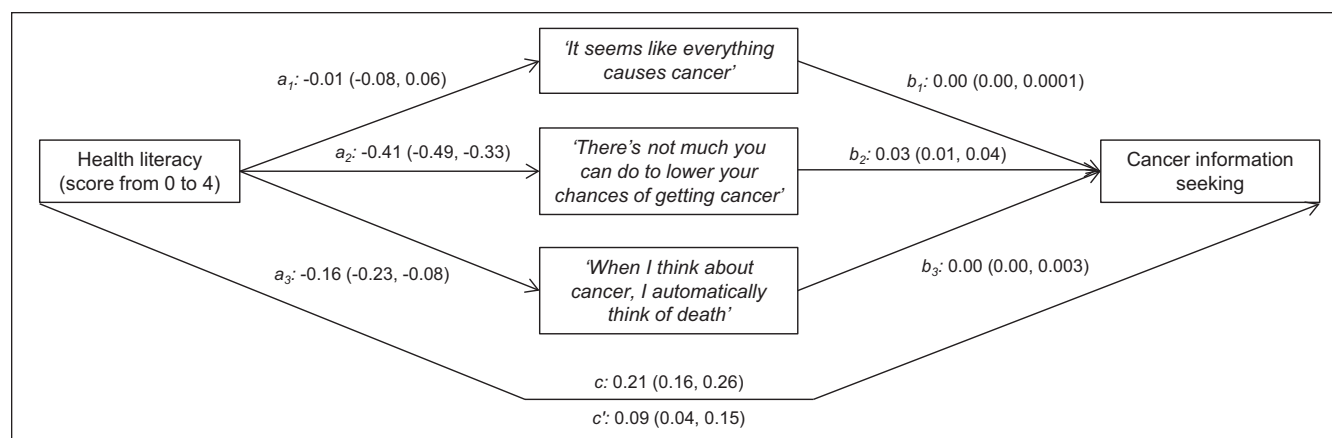 ‘It seems like everything
causes cancer’
a1: -0.01 (-0.08, 0.06)
b1: 0.00 (0.00, 0.0001)
Health literacy
(score from 0 to 4)
a2: -0.41 (-0.49, -0.33)
‘There’s not much you
can do to lower your
chances of getting cancer’
b2: 0.03 (0.01, 0.04)
Cancer information
seeking
a3: -0.16 (-0.23, -0.08)
‘When I think about
cancer, I automatically
think of death’
b3: 0.00 (0.00, 0.003)
c: 0.21 (0.16, 0.26)
c': 0.09 (0.04, 0.15)